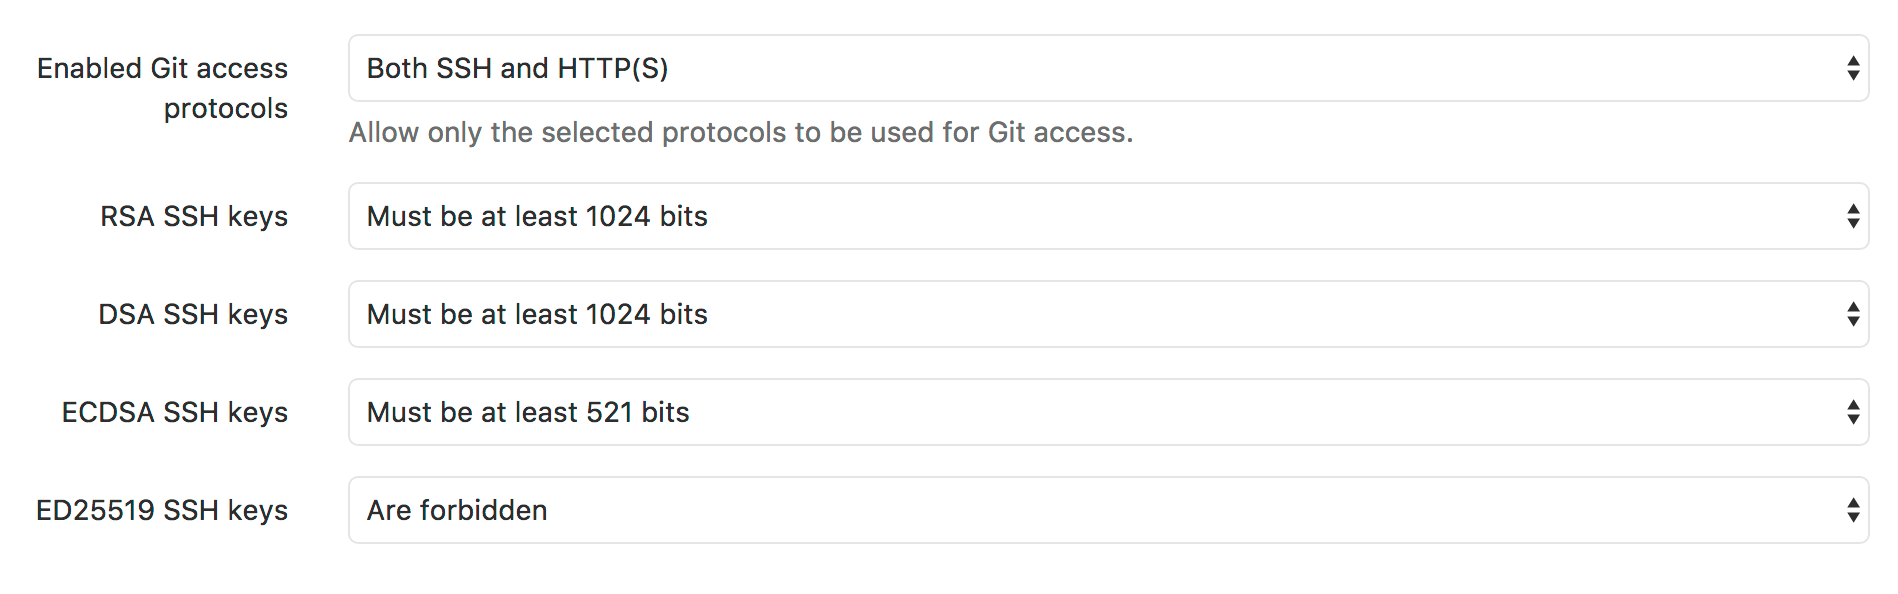 Enabled Git access
protocols
Both SSH and HTTP(S)
Allow only the selected protocols to be used for Git access.
RSA SSH keys
Must be at least 1024 bits
DSA SSH keys
Must be at least 1024 bits
ECDSA SSH keys
Must be at least 521 bits
ED25519 SSH keys
Are forbidden